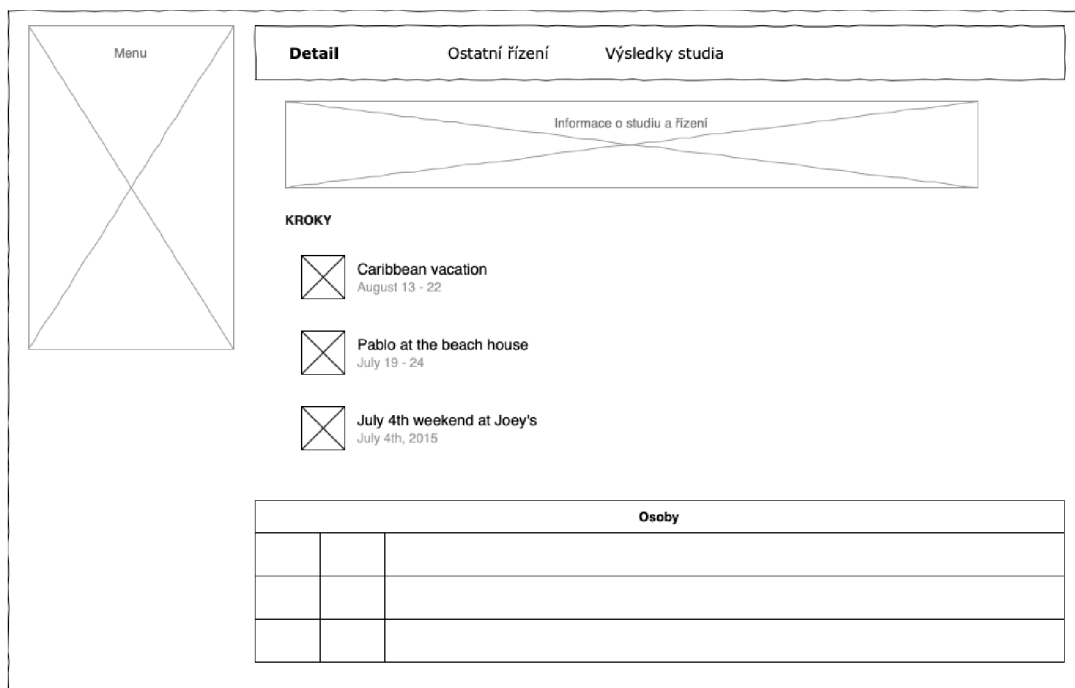 Menu
Detail Ostatní řízení Výsledky studia
Informace o studiu a řízení
KROKY
Caribbean vacation
August 13 - 22
Pablo at the beach house
July 19 - 24
July 4th weekend at Joey's
July 4th, 2015
Osoby